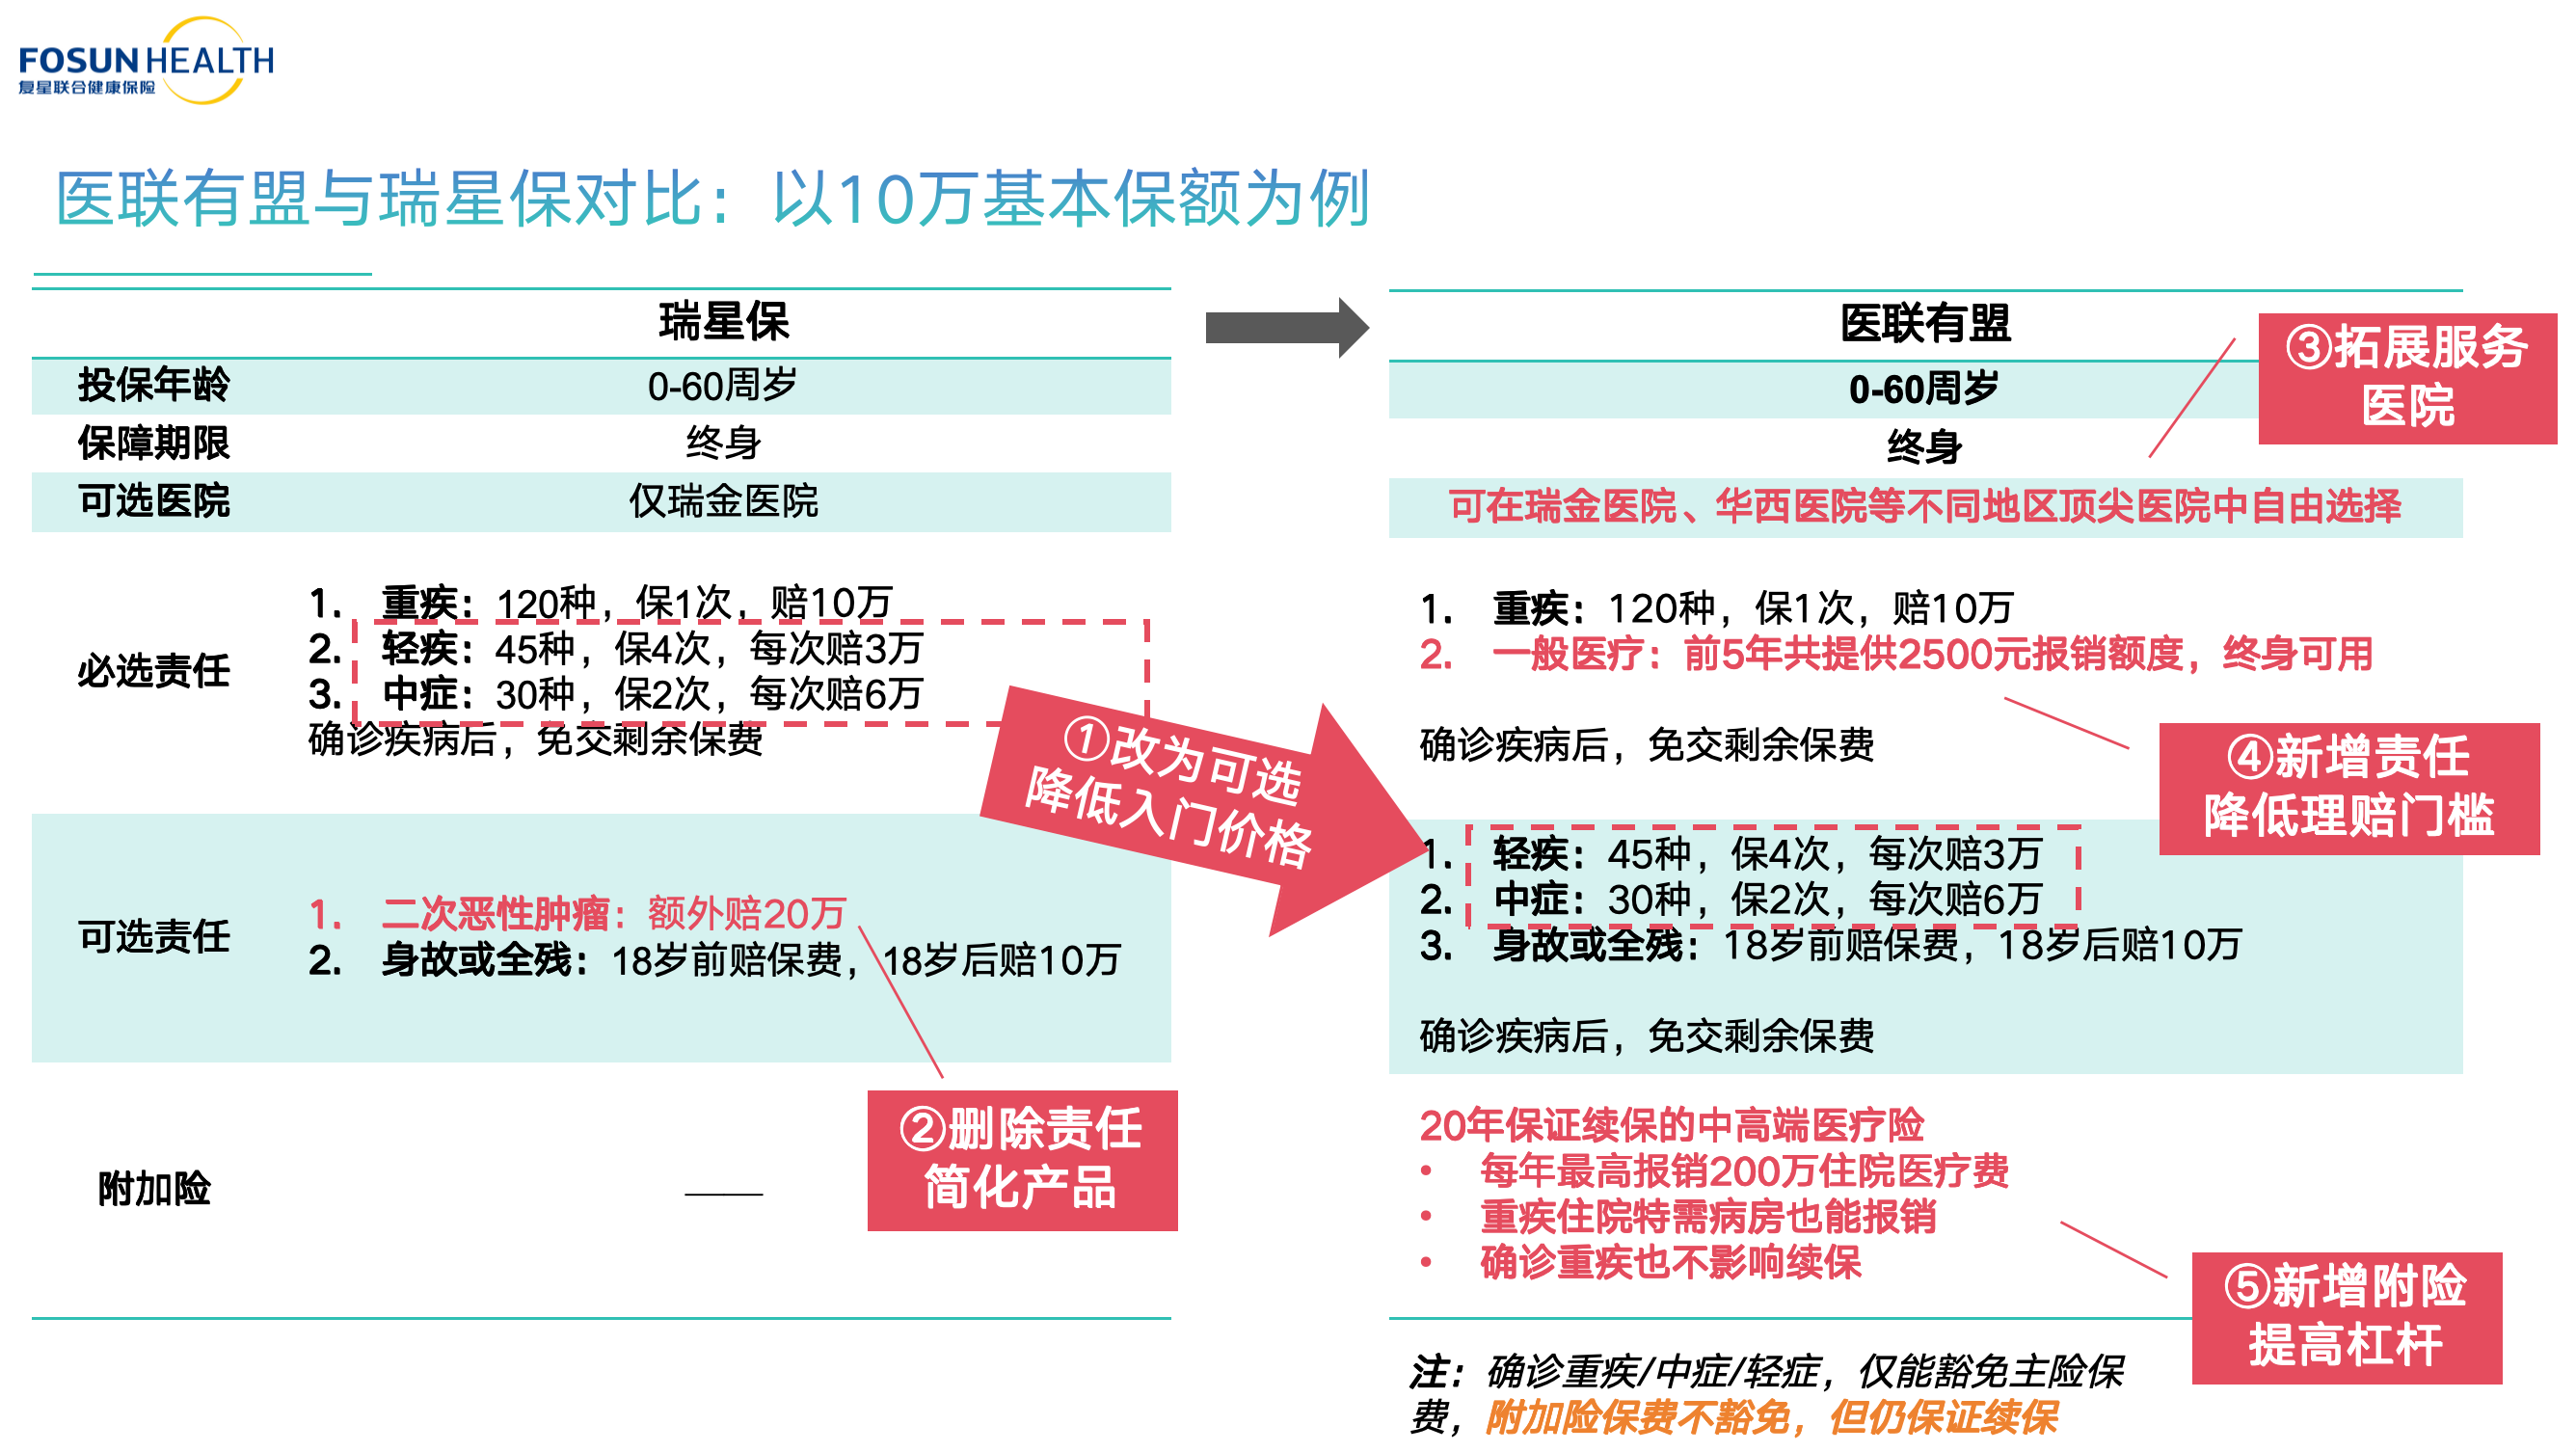 FOSUN HEALTH
复星联合健康保险
医联有盟与瑞星保对比：以10万基本保额为例
瑞星保
投保年龄
0-60周岁
保障期限
终身
可选医院
仅瑞金医院
必选责任
1. 重疾：120种，保1次，赔10万
2. 轻疾：45种，保4次，每次赔3万
3. 中症：30种，保2次，每次赔6万
确诊疾病后，免交剩余保费
可选责任
1. 二次恶性肿瘤：额外赔20万
2. 身故或全残：18岁前赔保费，18岁后赔10万
附加险
——
①改为可选
降低入门价格
②删除责任
简化产品
医联有盟
0-60周岁
终身
可在瑞金医院、华西医院等不同地区顶尖医院中自由选择
1. 重疾：120种，保1次，赔10万
2. 一般医疗：前5年共提供2500元报销额度，终身可用
确诊疾病后，免交剩余保费
1. 轻疾：45种，保4次，每次赔3万
2. 中症：30种，保2次，每次赔6万
3. 身故或全残：18岁前赔保费，18岁后赔10万
确诊疾病后，免交剩余保费
20年保证续保的中高端医疗险
• 每年最高报销200万住院医疗费
• 重疾住院特需病房也能报销
• 确诊重疾也不影响续保
③拓展服务
医院
④新增责任
降低理赔门槛
⑤新增附险
提高杠杆
注：确诊重疾/中症/轻症，仅能豁免主险保
费，附加险保费不豁免，但仍保证续保